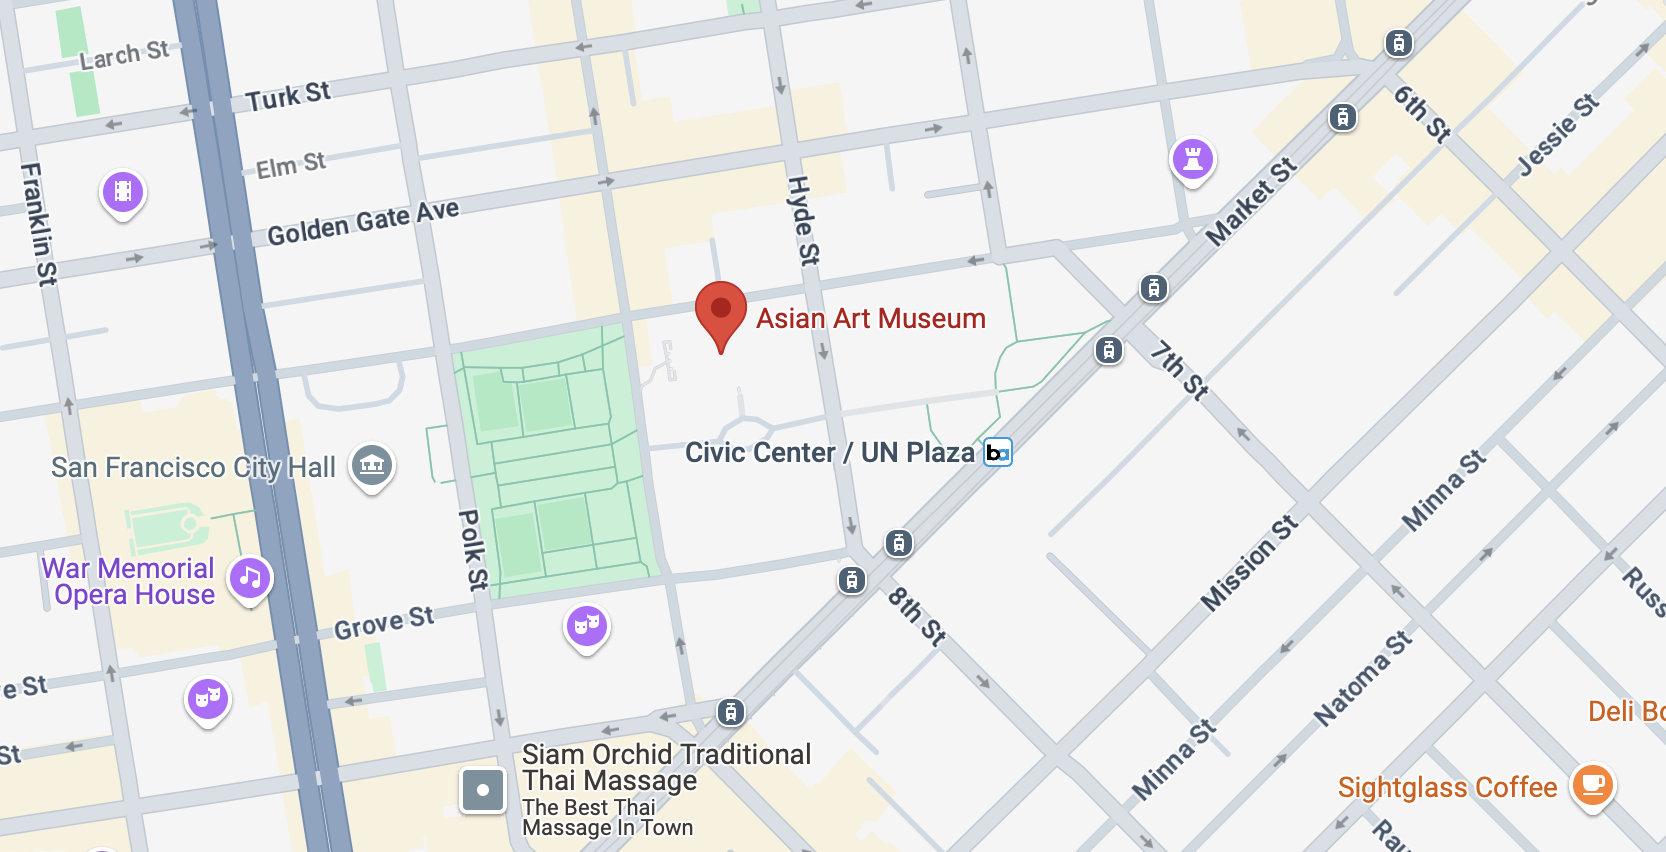 Larch St
Turk St
Elm St
Golden Gate Ave
Franklin St
Hyde St
6th St
Jessie St
Market St
Asian Art Museum
7th St
Civic Center / UN Plaza
San Francisco City Hall
Polk St
War Memorial
Opera House
Grove St
8th St
Minna St
Mission St
Natoma St
Minna St
Siam Orchid Traditional
Thai Massage
The Best Thai
Massage In Town
Sightglass Coffee
Deli
St
St